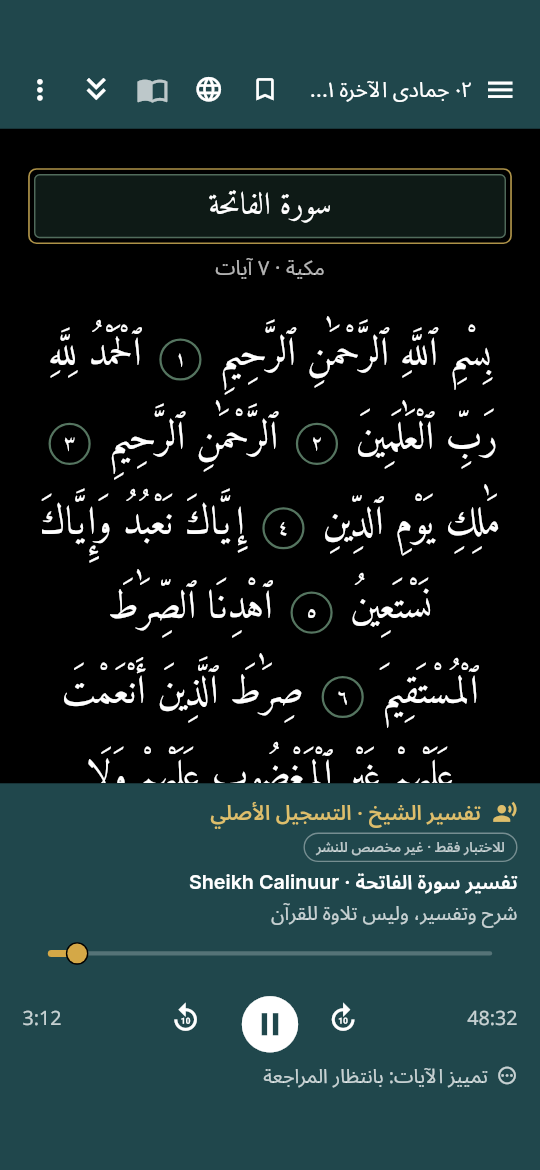 ٠٢ جمادى الآخرة ١...
سورة الفاتحة
مكية · ٧ آيات
بِسْمِ ٱللَّهِ ٱلرَّحْمَٰنِ ٱلرَّحِيمِ ١ ٱلْحَمْدُ لِلَّهِ
رَبِّ ٱلْعَٰلَمِينَ ٢ ٱلرَّحْمَٰنِ ٱلرَّحِيمِ ٣
مَٰلِكِ يَوْمِ ٱلدِّينِ ٤ إِيَّاكَ نَعْبُدُ وَإِيَّاكَ
نَسْتَعِينُ ٥ ٱهْدِنَا ٱلصِّرَٰطَ
ٱلْمُسْتَقِيمَ ٦ صِرَٰطَ ٱلَّذِينَ أَنْعَمْتَ
عَلَيْهِمْ غَيْرِ ٱلْمَغْضُوبِ عَلَيْهِمْ وَلَا
تفسير الشيخ · التسجيل الأصلي
للاختبار فقط · غير مخصص للنشر
تفسير سورة الفاتحة · Sheikh Calinuur
شرح وتفسير، وليس تلاوة للقرآن
3:12 10 10 48:32
تمييز الآيات: بانتظار المراجعة